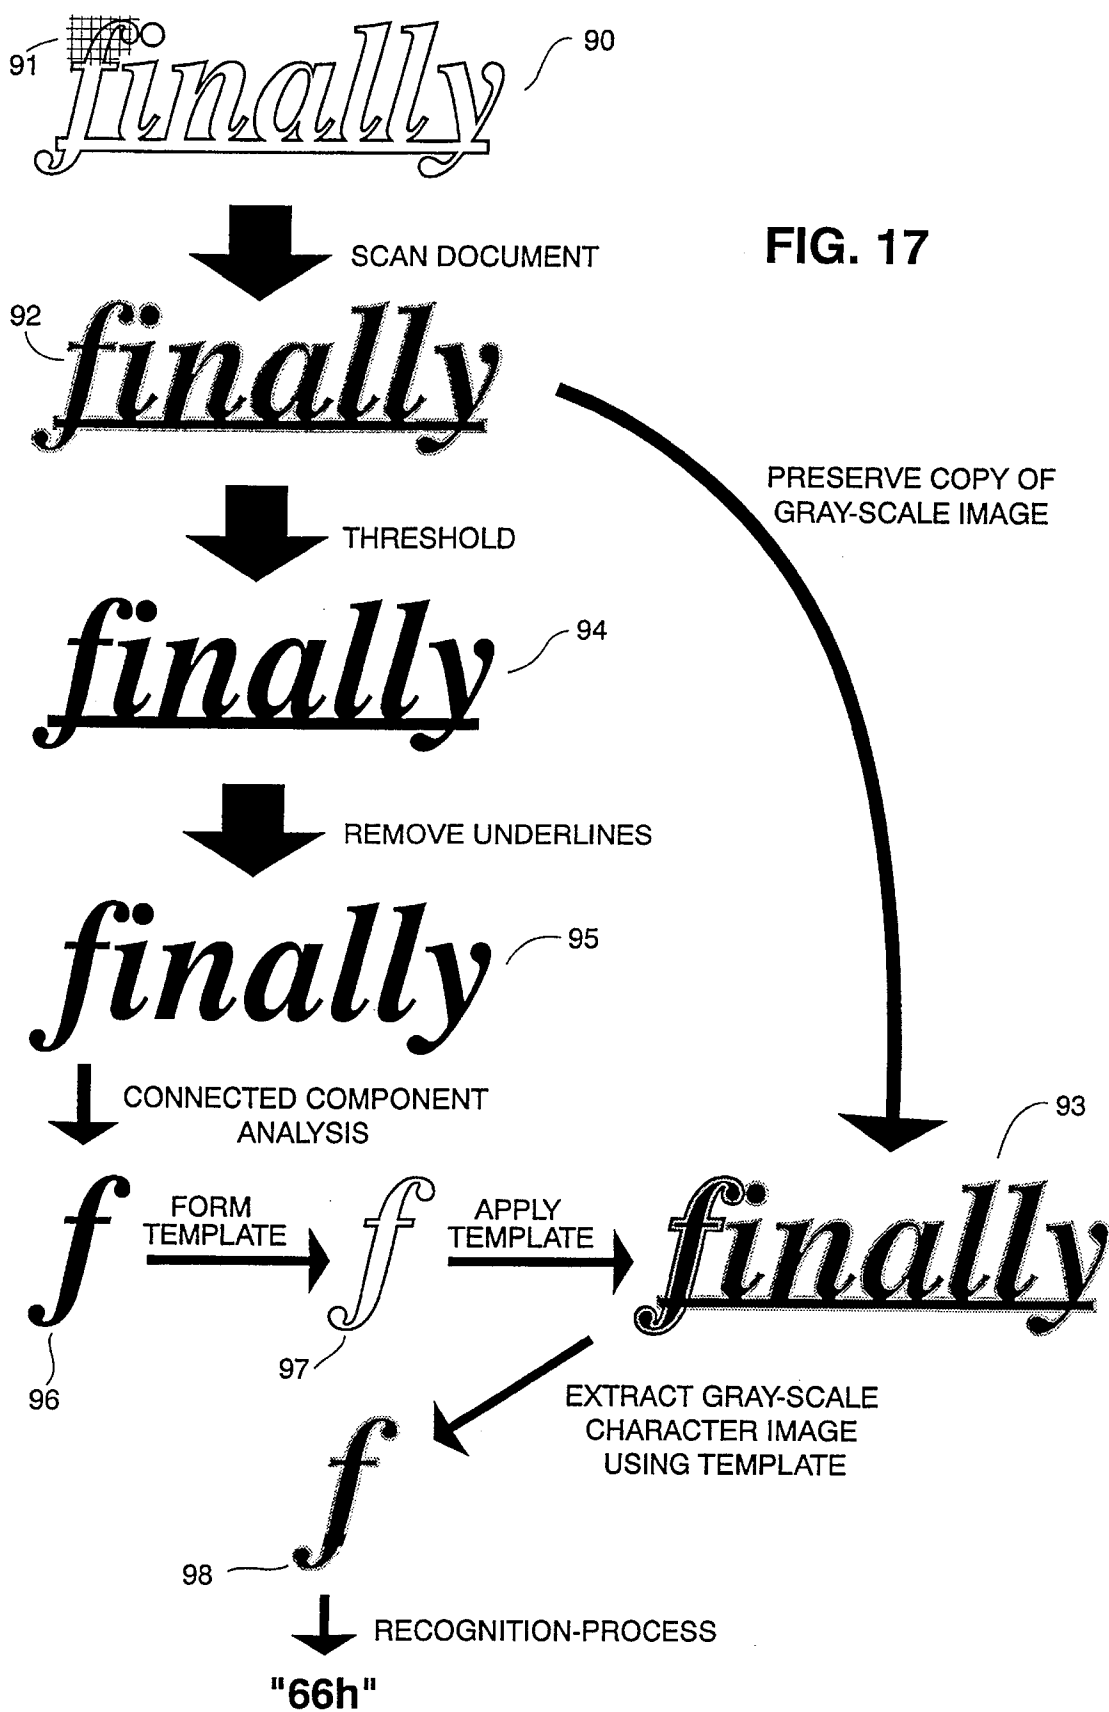 91
finally
90
SCAN DOCUMENT
FIG. 17
92
finally
PRESERVE COPY OF
GRAY-SCALE IMAGE
THRESHOLD
finally
94
REMOVE UNDERLINES
finally
95
CONNECTED COMPONENT
ANALYSIS
93
f
FORM
TEMPLATE
f
APPLY
TEMPLATE
finally
96
97
EXTRACT GRAY-SCALE
CHARACTER IMAGE
USING TEMPLATE
f
98
RECOGNITION-PROCESS
"66h"